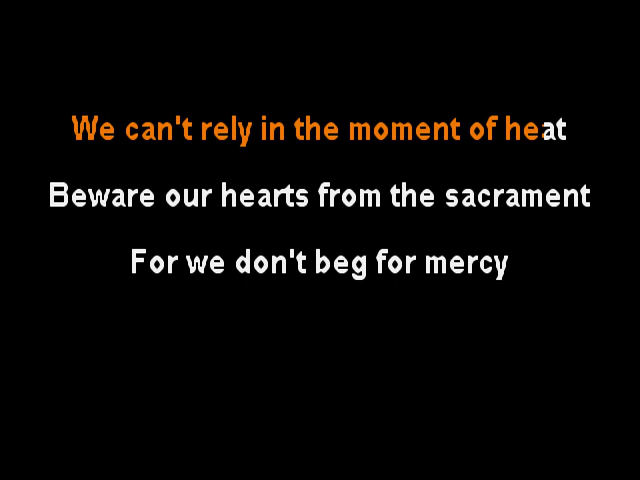 We can't rely in the moment of heat
Beware our hearts from the sacrament
For we don't beg for mercy